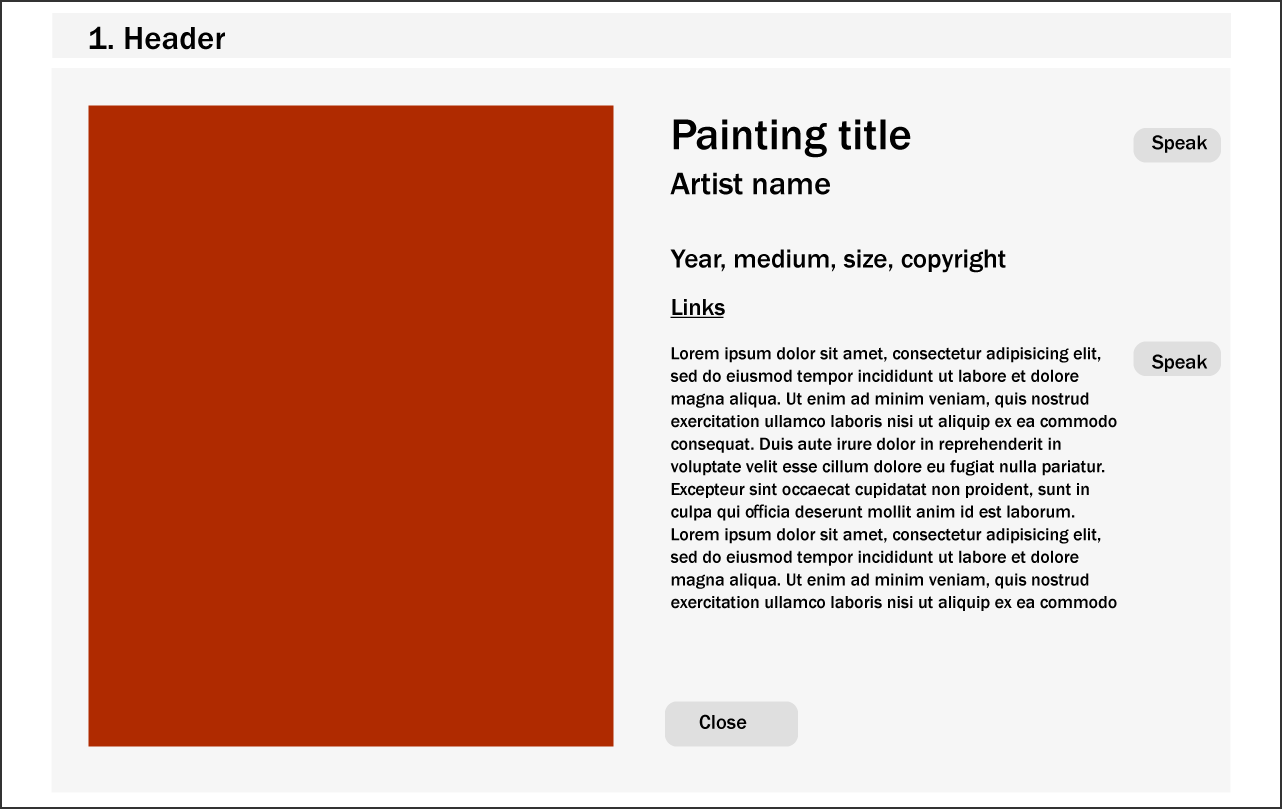 1. Header
Painting title
Speak
Artist name
Year, medium, size, copyright
Links
Lorem ipsum dolor sit amet, consectetur adipisicing elit,
Speak
sed do eiusmod tempor incididunt ut labore et dolore
magna aliqua. Ut enim ad minim veniam, quis nostrud
exercitation ullamco laboris nisi ut aliquip ex ea commodo
consequat. Duis aute irure dolor in reprehenderit in
voluptate velit esse cillum dolore eu fugiat nulla pariatur.
Excepteur sint occaecat cupidatat non proident, sunt in
culpa qui officia deserunt mollit anim id est laborum.
Lorem ipsum dolor sit amet, consectetur adipisicing elit,
sed do eiusmod tempor incididunt ut labore et dolore
magna aliqua. Ut enim ad minim veniam, quis nostrud
exercitation ullamco laboris nisi ut aliquip ex ea commodo
Close